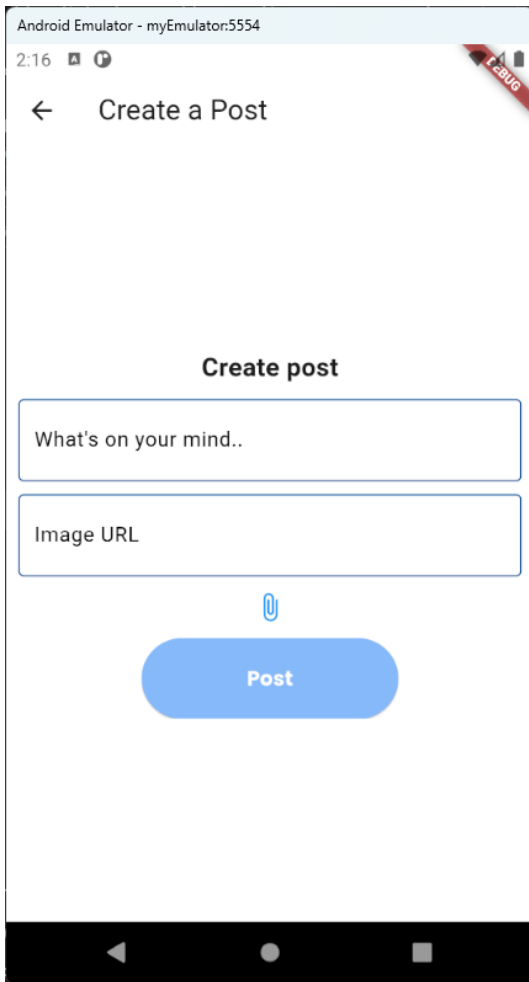 Android Emulator - myEmulator:5554
2:16
DEBUG
Create a Post
Create post
What's on your mind..
Image URL
Post